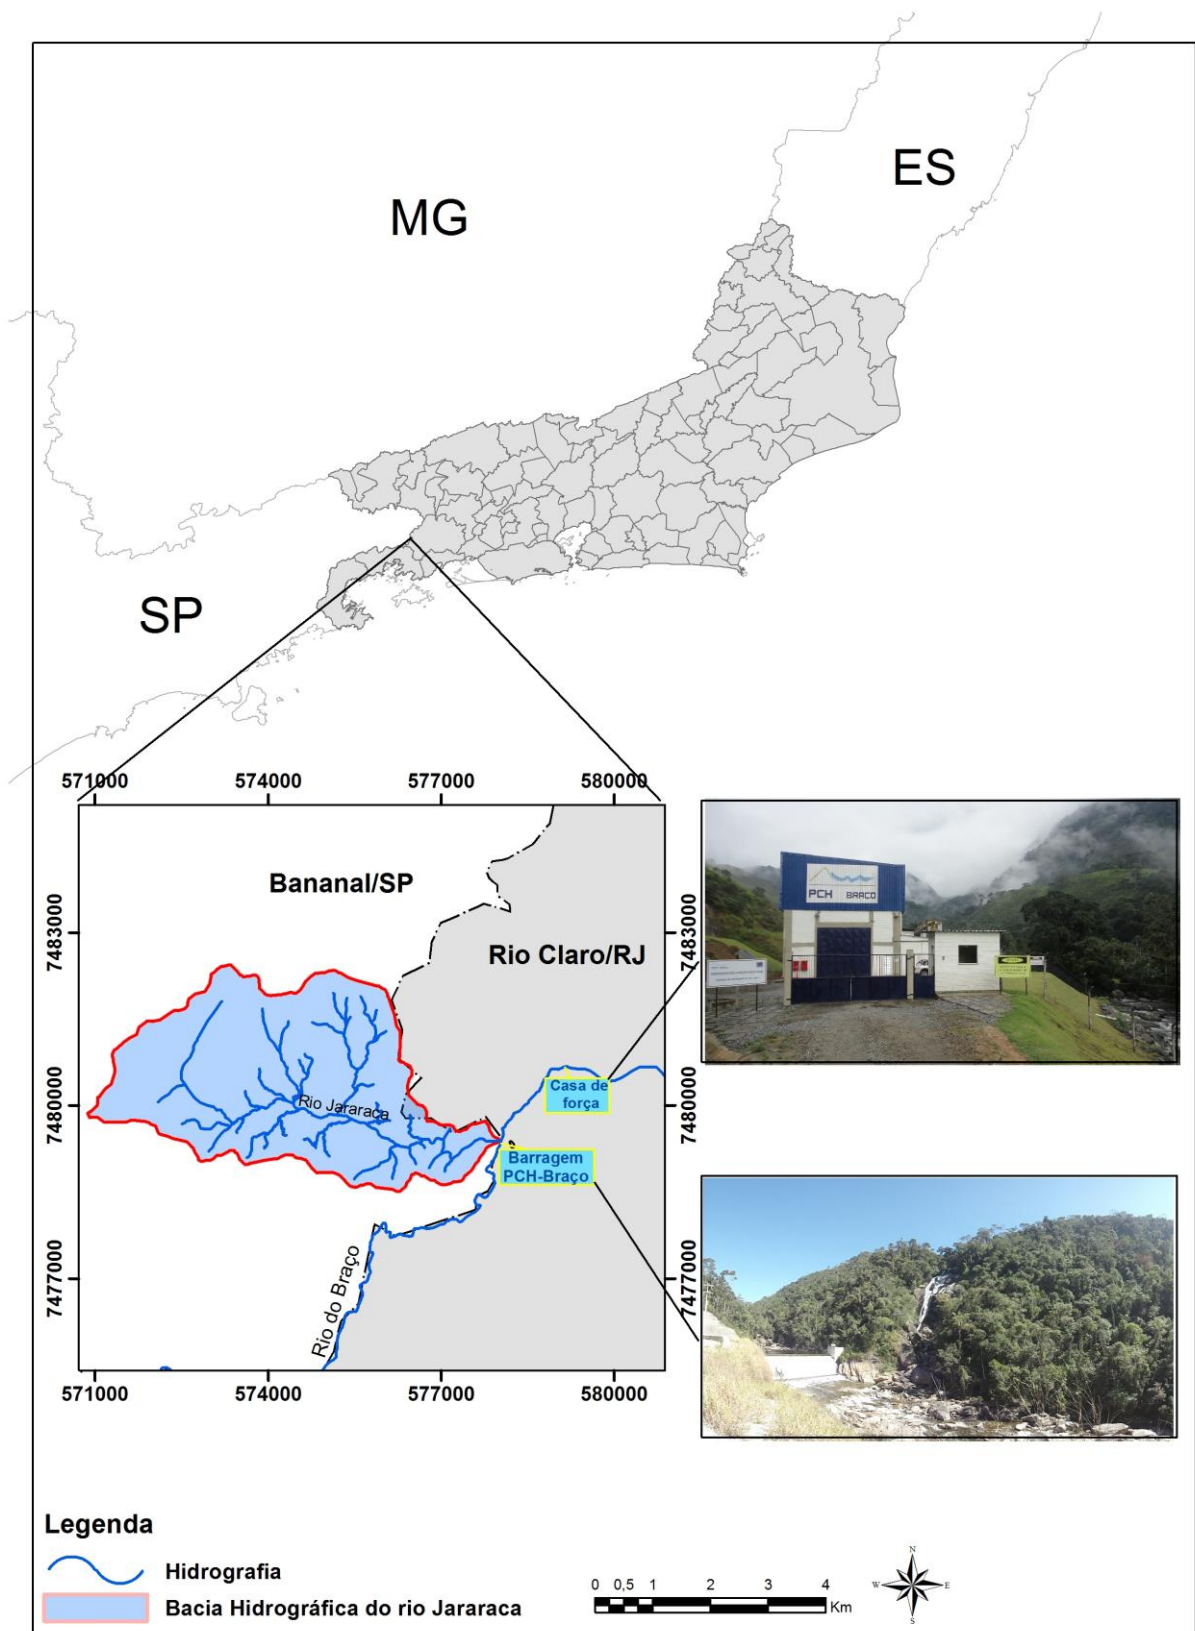 MG
ES
SP
571000
574000
577000
580000
Bananal/SP
Rio Claro/RJ
7483000
7483000
Rio Jararaca
Casa de
força
7480000
7480000
Barragem
PCH-Braço
7477000
7477000
Rio do Braço
571000
574000
577000
580000
PCH BRAÇO
Legenda
Hidrografia
Bacia Hidrográfica do rio Jararaca
0 0,5 1 2 3 4
Km
N
W
E
S